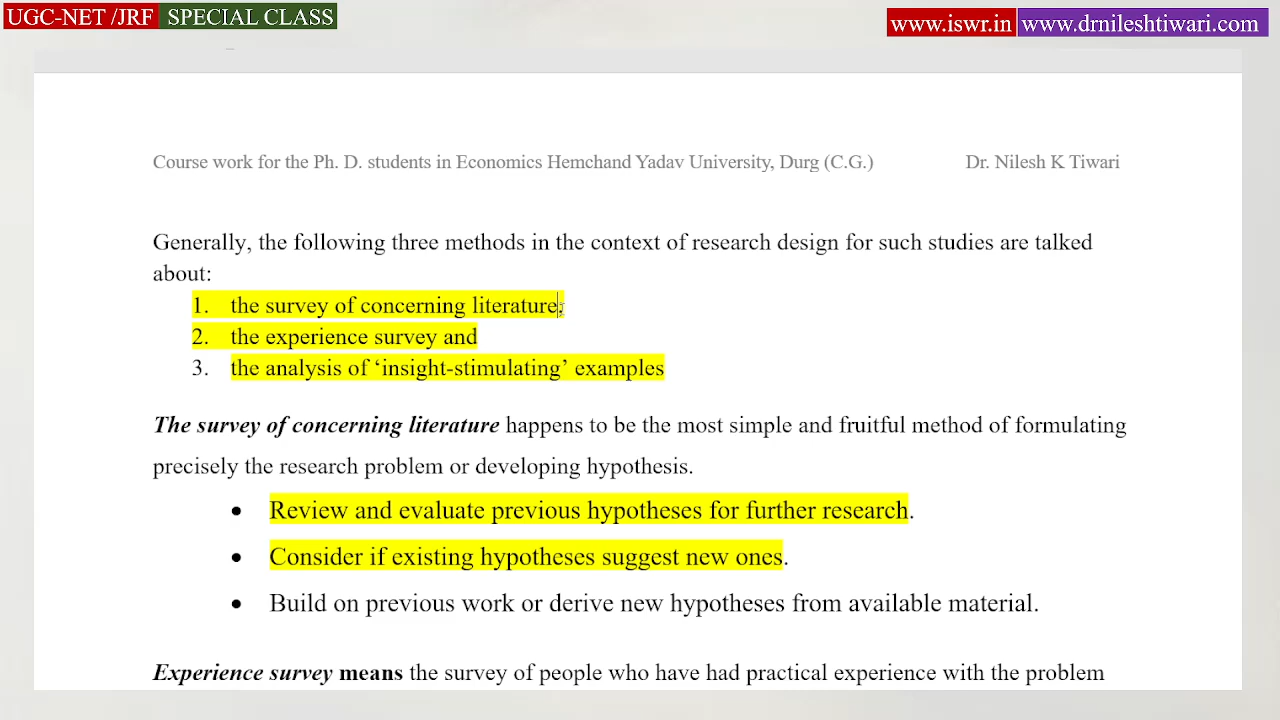 UGC-NET /JRF SPECIAL CLASS
www.iswr.in www.drnileshtiwari.com
Course work for the Ph. D. students in Economics Hemchand Yadav University, Durg (C.G.) Dr. Nilesh K Tiwari
Generally, the following three methods in the context of research design for such studies are talked
about:
1. the survey of concerning literature;
2. the experience survey and
3. the analysis of ‘insight-stimulating’ examples
The survey of concerning literature happens to be the most simple and fruitful method of formulating
precisely the research problem or developing hypothesis.
• Review and evaluate previous hypotheses for further research.
• Consider if existing hypotheses suggest new ones.
• Build on previous work or derive new hypotheses from available material.
Experience survey means the survey of people who have had practical experience with the problem